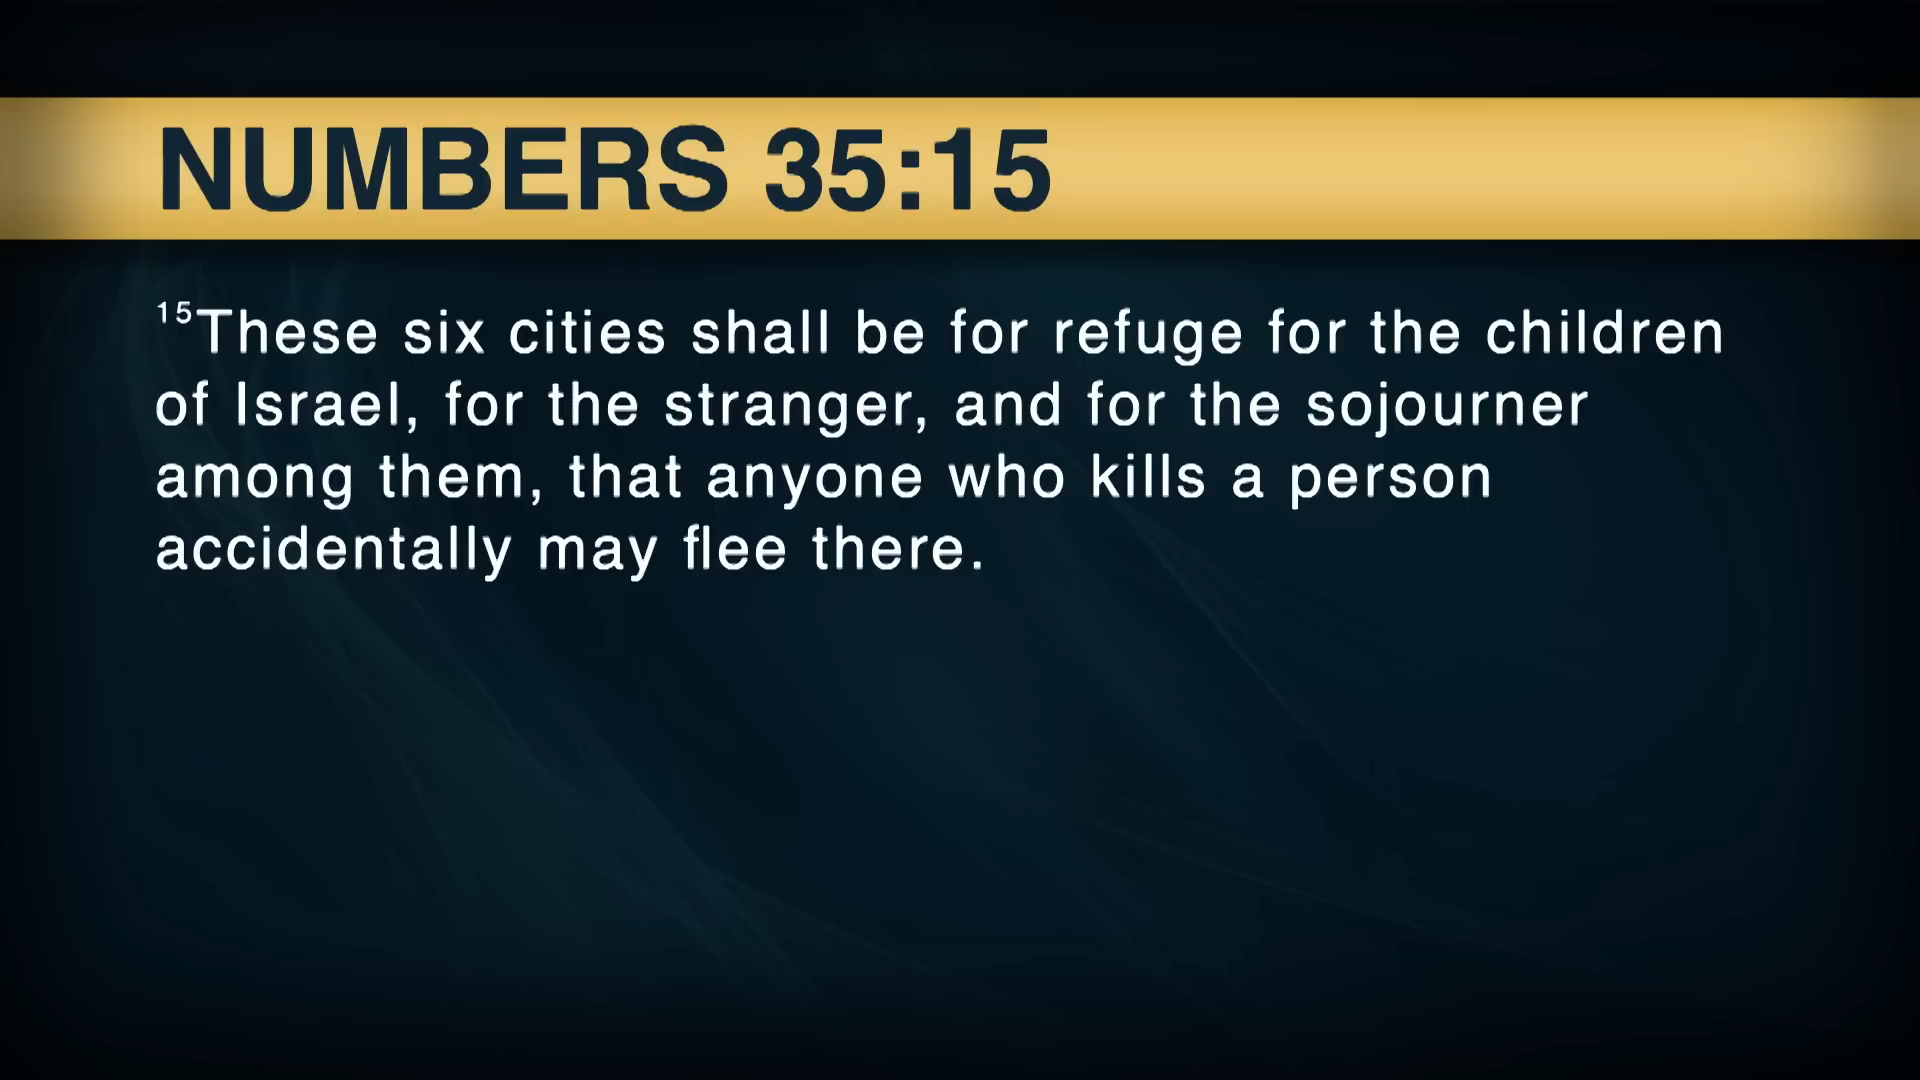 NUMBERS 35:15
15These six cities shall be for refuge for the children
of Israel, for the stranger, and for the sojourner
among them, that anyone who kills a person
accidentally may flee there.